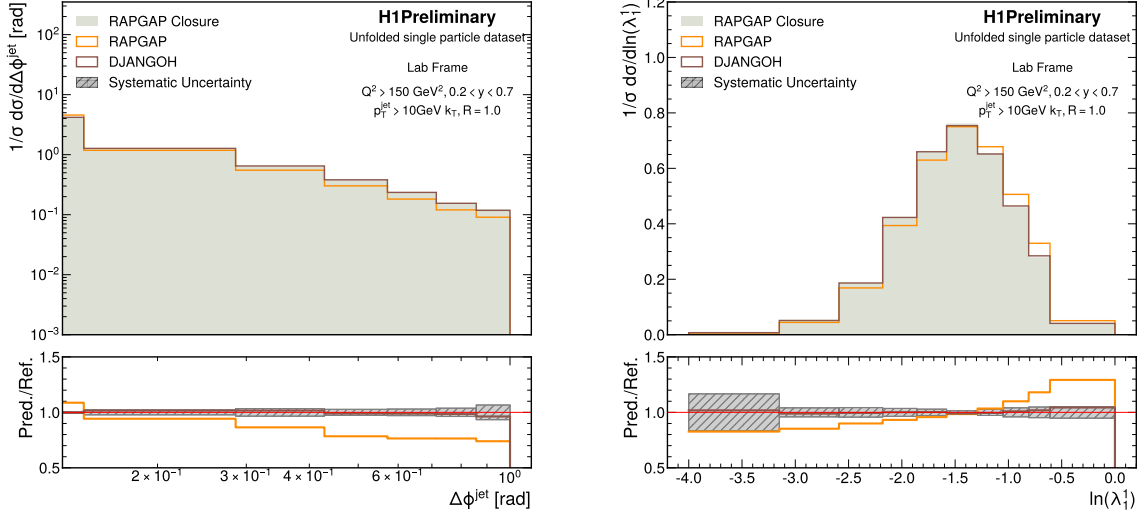 1/σ dσ/dΔϕ^jet [rad]
10²
10¹
10⁰
10⁻¹
10⁻²
10⁻³
RAPGAP Closure
RAPGAP
DJANGOH
Systematic Uncertainty
H1Preliminary
Unfolded single particle dataset
Lab Frame
Q² > 150 GeV², 0.2 < y < 0.7
p_T^jet > 10GeV k_T, R = 1.0
Pred./Ref.
1.5
1.0
0.5
2 × 10⁻¹ 3 × 10⁻¹ 4 × 10⁻¹ 6 × 10⁻¹ 10⁰
Δϕ^jet [rad]
1/σ dσ/dln(λ₁¹)
1.2
1.0
0.8
0.6
0.4
0.2
0.0
RAPGAP Closure
RAPGAP
DJANGOH
Systematic Uncertainty
H1Preliminary
Unfolded single particle dataset
Lab Frame
Q² > 150 GeV², 0.2 < y < 0.7
p_T^jet > 10GeV k_T, R = 1.0
Pred./Ref.
1.5
1.0
0.5
-4.0 -3.5 -3.0 -2.5 -2.0 -1.5 -1.0 -0.5 0.0
ln(λ₁¹)